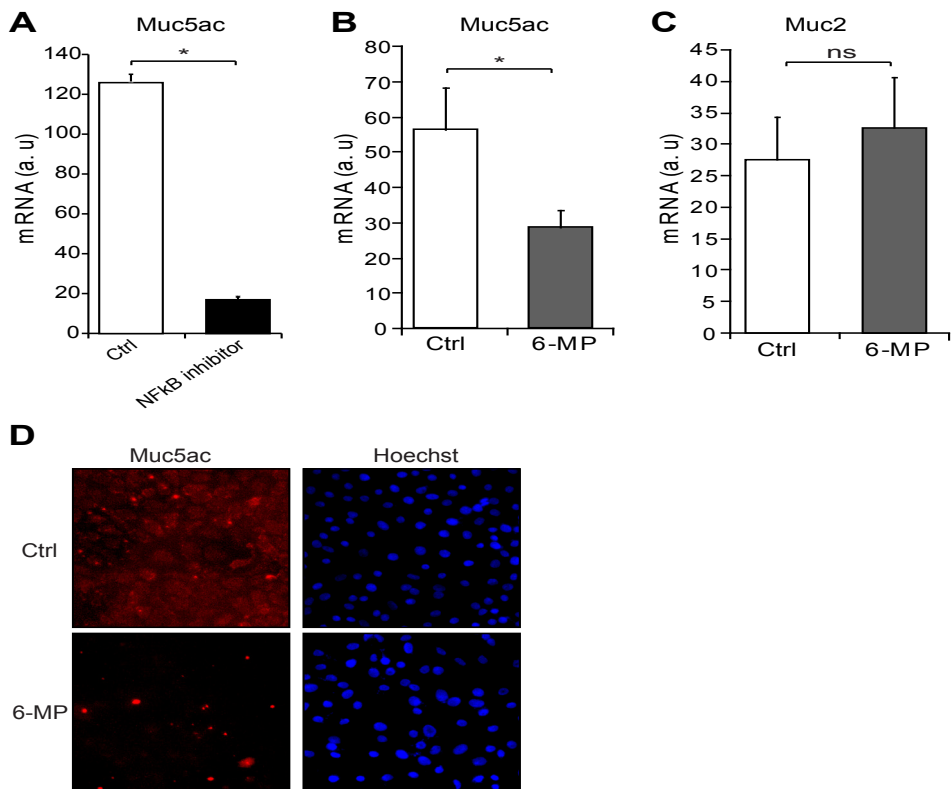 A
Muc5ac
*
mRNA (a. u)
140
120
100
80
60
40
20
0
Ctrl
NFkB inhibitor
B
Muc5ac
*
mRNA (a. u)
80
70
60
50
40
30
20
10
0
Ctrl
6-MP
C
Muc2
ns
mRNA (a. u)
45
40
35
30
25
20
15
10
5
0
Ctrl
6-MP
D
Muc5ac
Hoechst
Ctrl
6-MP